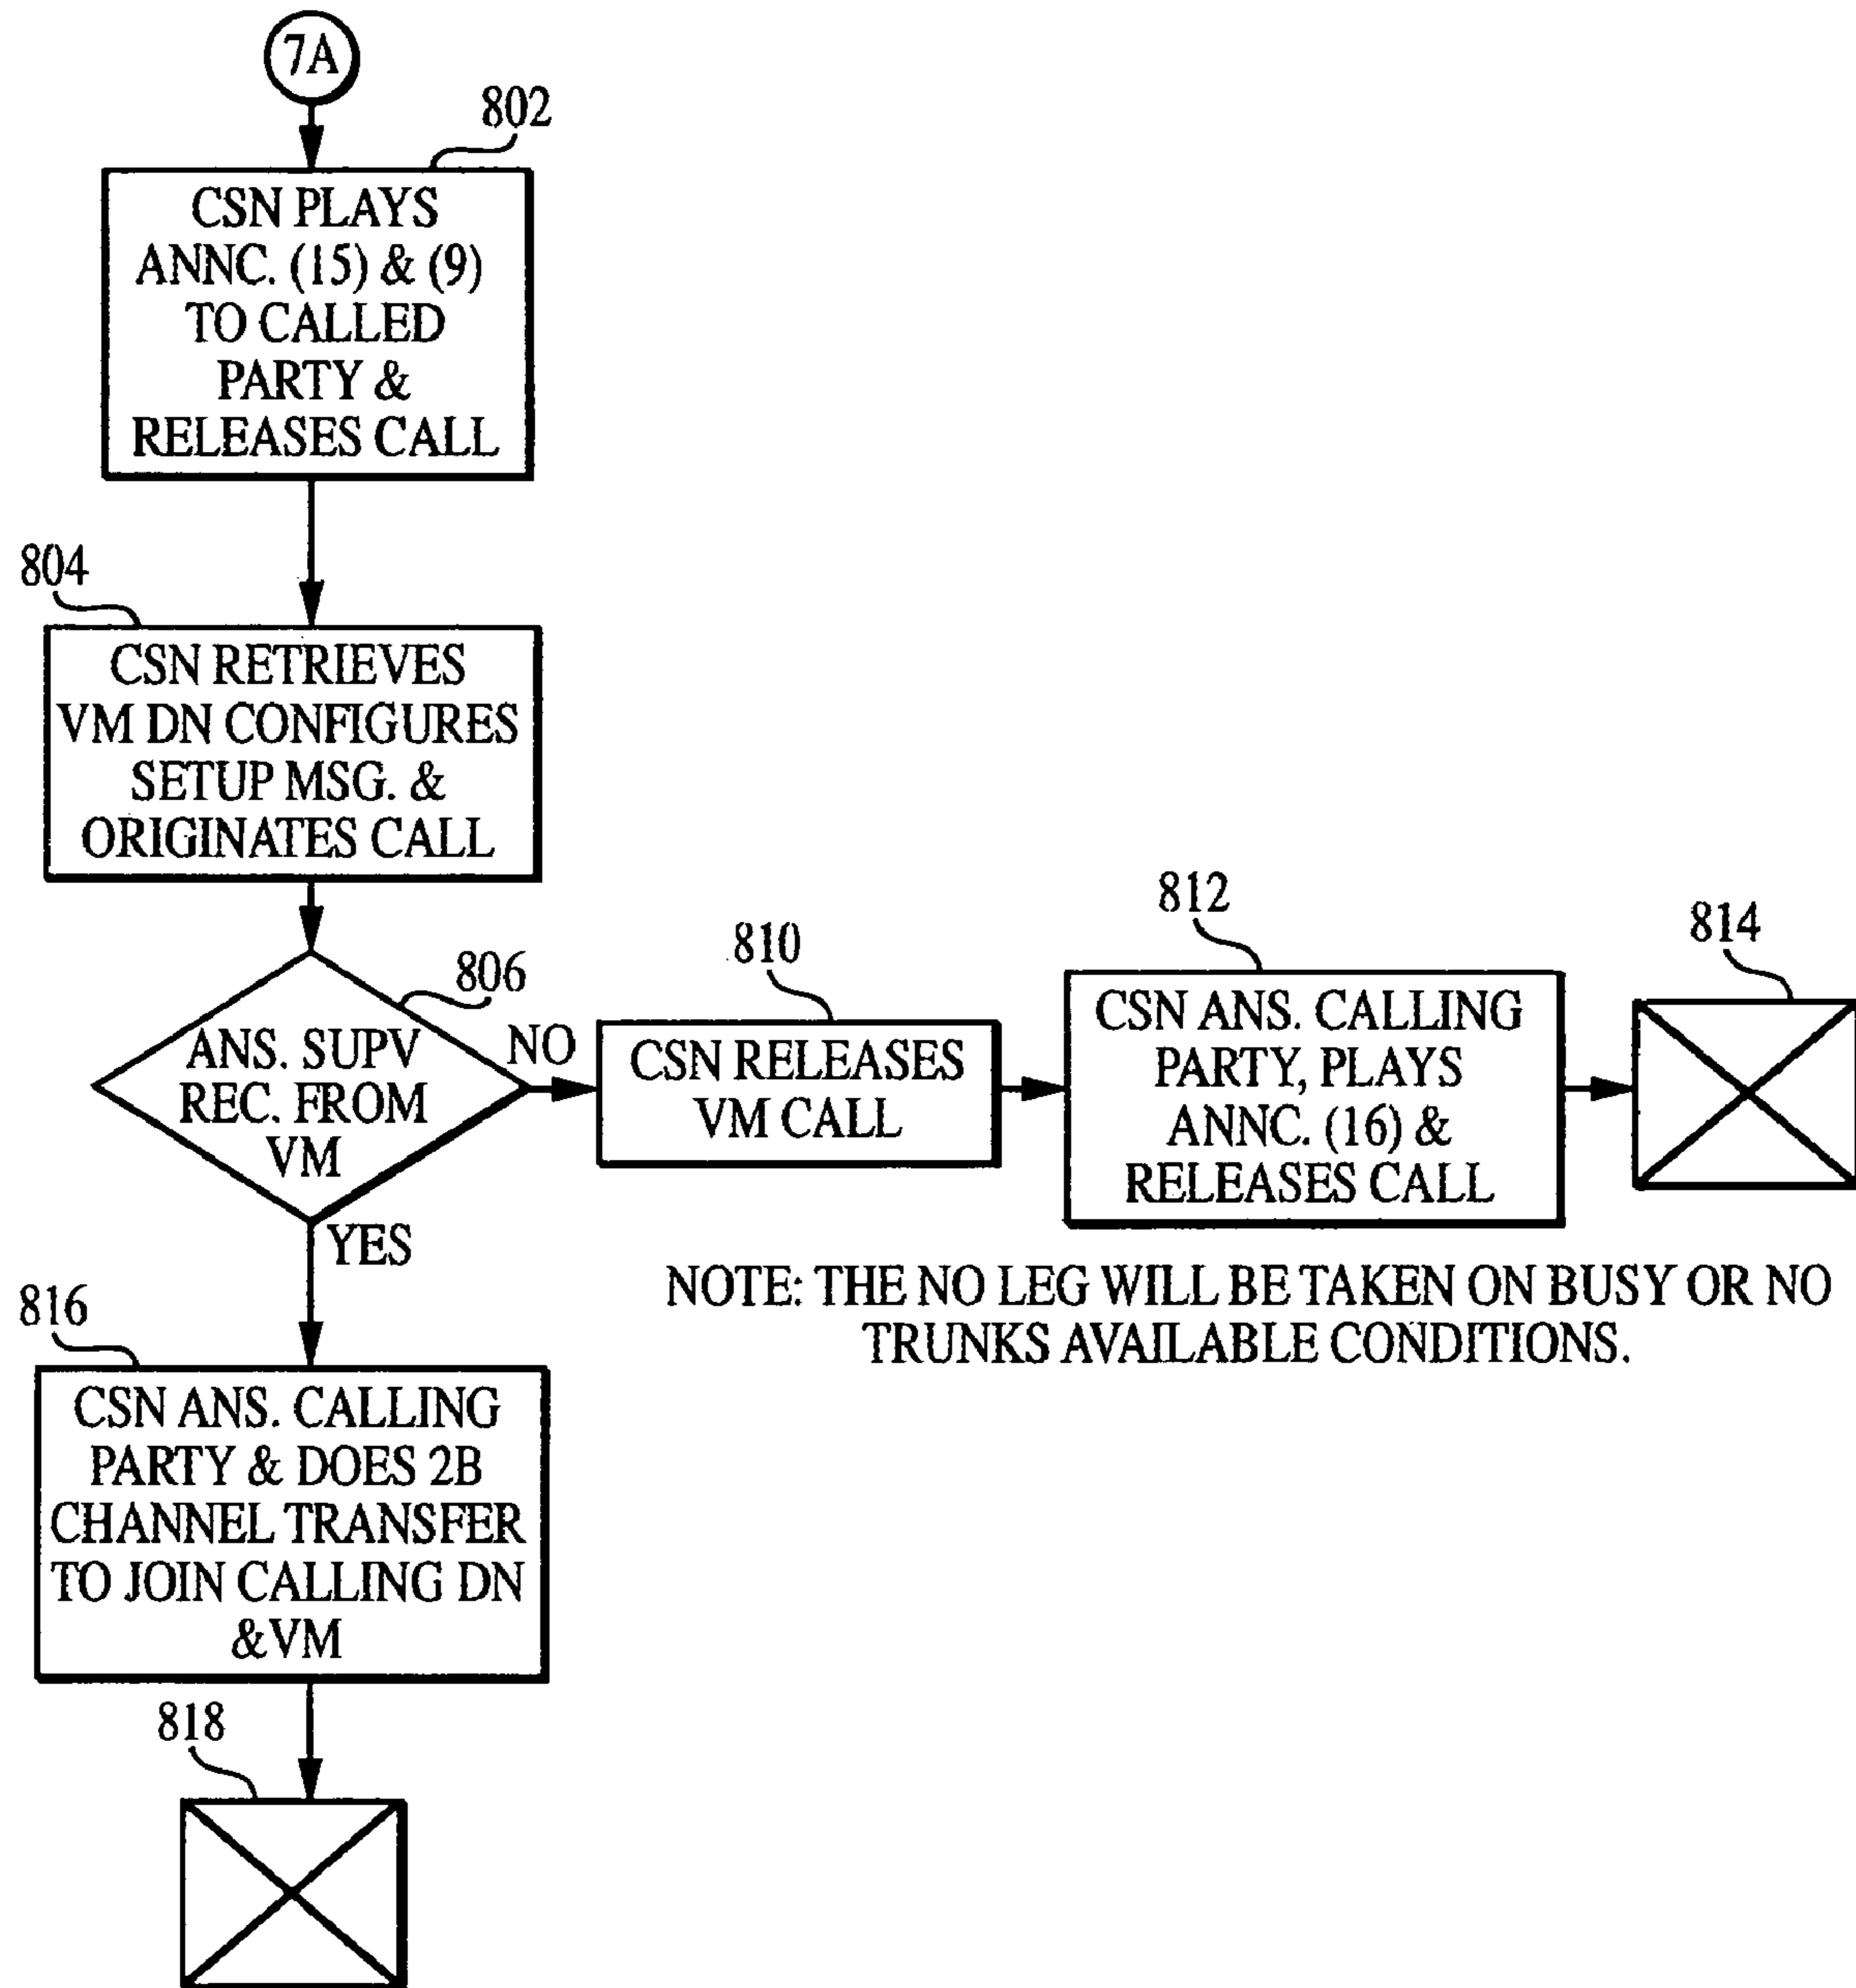 7A
802
CSN PLAYS
ANNC. (15) & (9)
TO CALLED
PARTY &
RELEASES CALL
804
CSN RETRIEVES
VM DN CONFIGURES
SETUP MSG. &
ORIGINATES CALL
806
ANS. SUPV
REC. FROM
VM
NO
810
CSN RELEASES
VM CALL
812
CSN ANS. CALLING
PARTY, PLAYS
ANNC. (16) &
RELEASES CALL
814
NOTE: THE NO LEG WILL BE TAKEN ON BUSY OR NO
TRUNKS AVAILABLE CONDITIONS.
YES
816
CSN ANS. CALLING
PARTY & DOES 2B
CHANNEL TRANSFER
TO JOIN CALLING DN
&VM
818